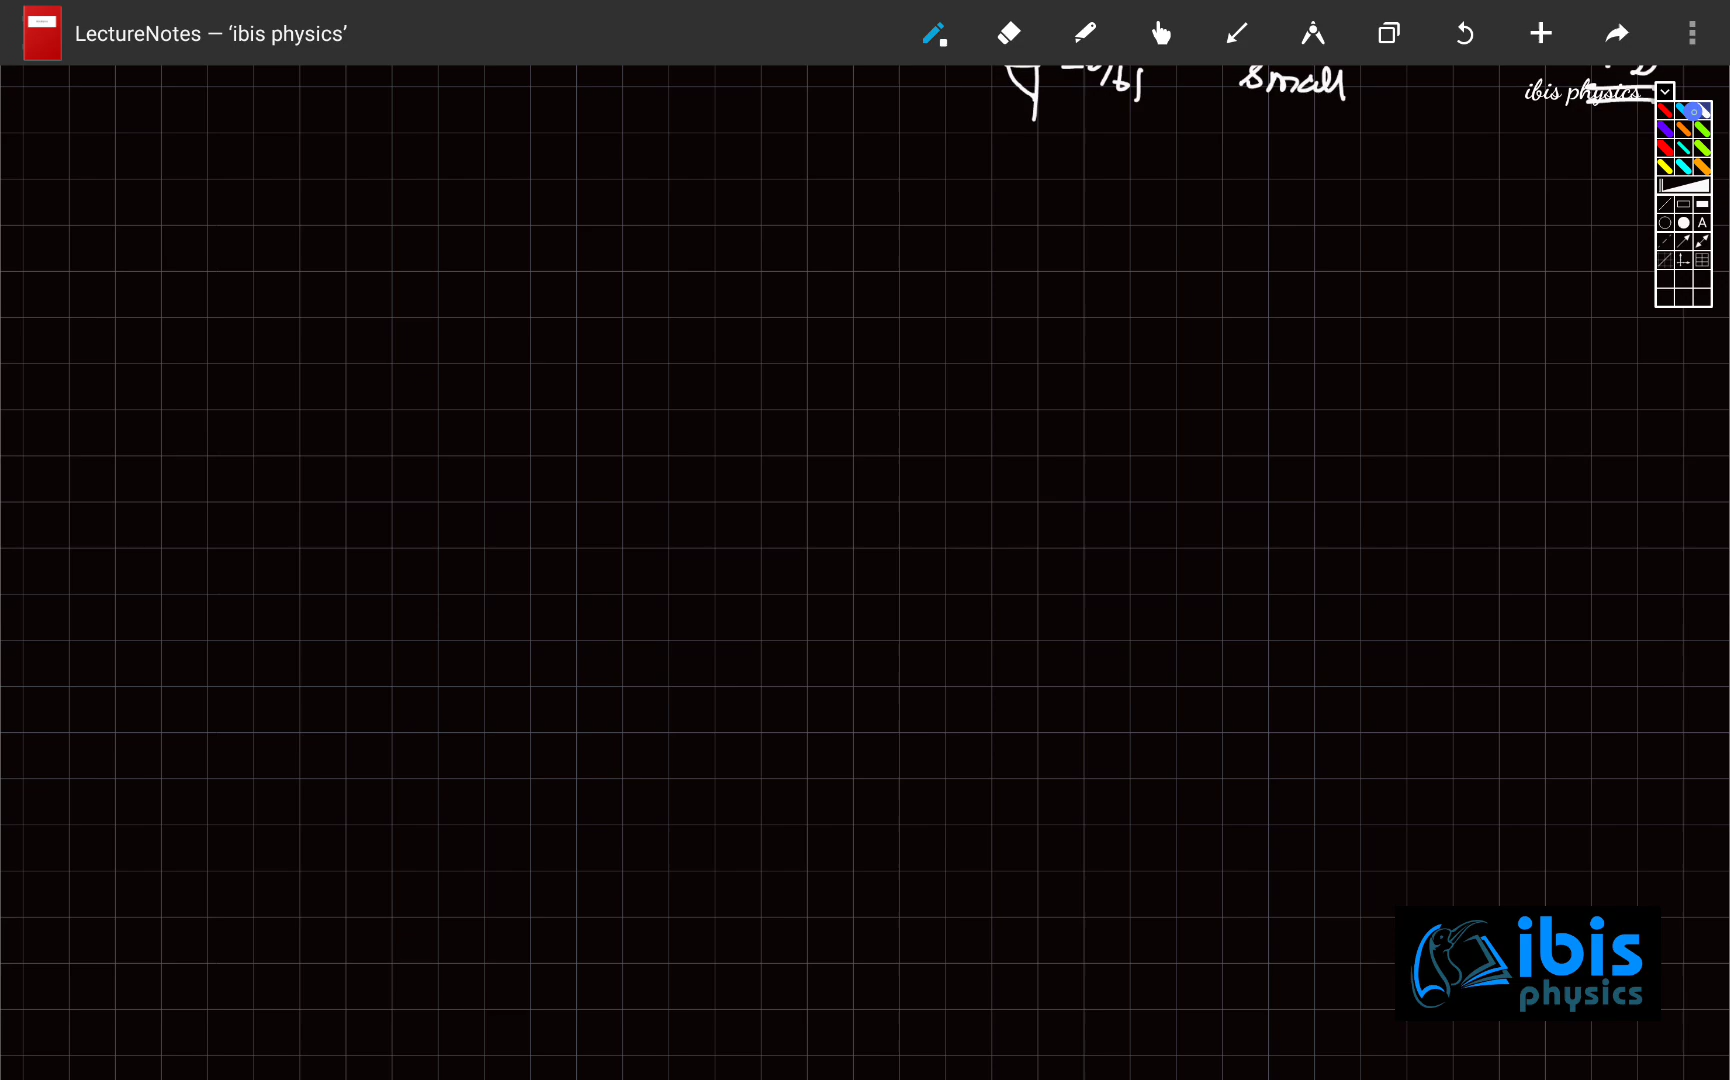 LectureNotes — ‘ibis physics’
small
ibis physics
A
ibis
physics